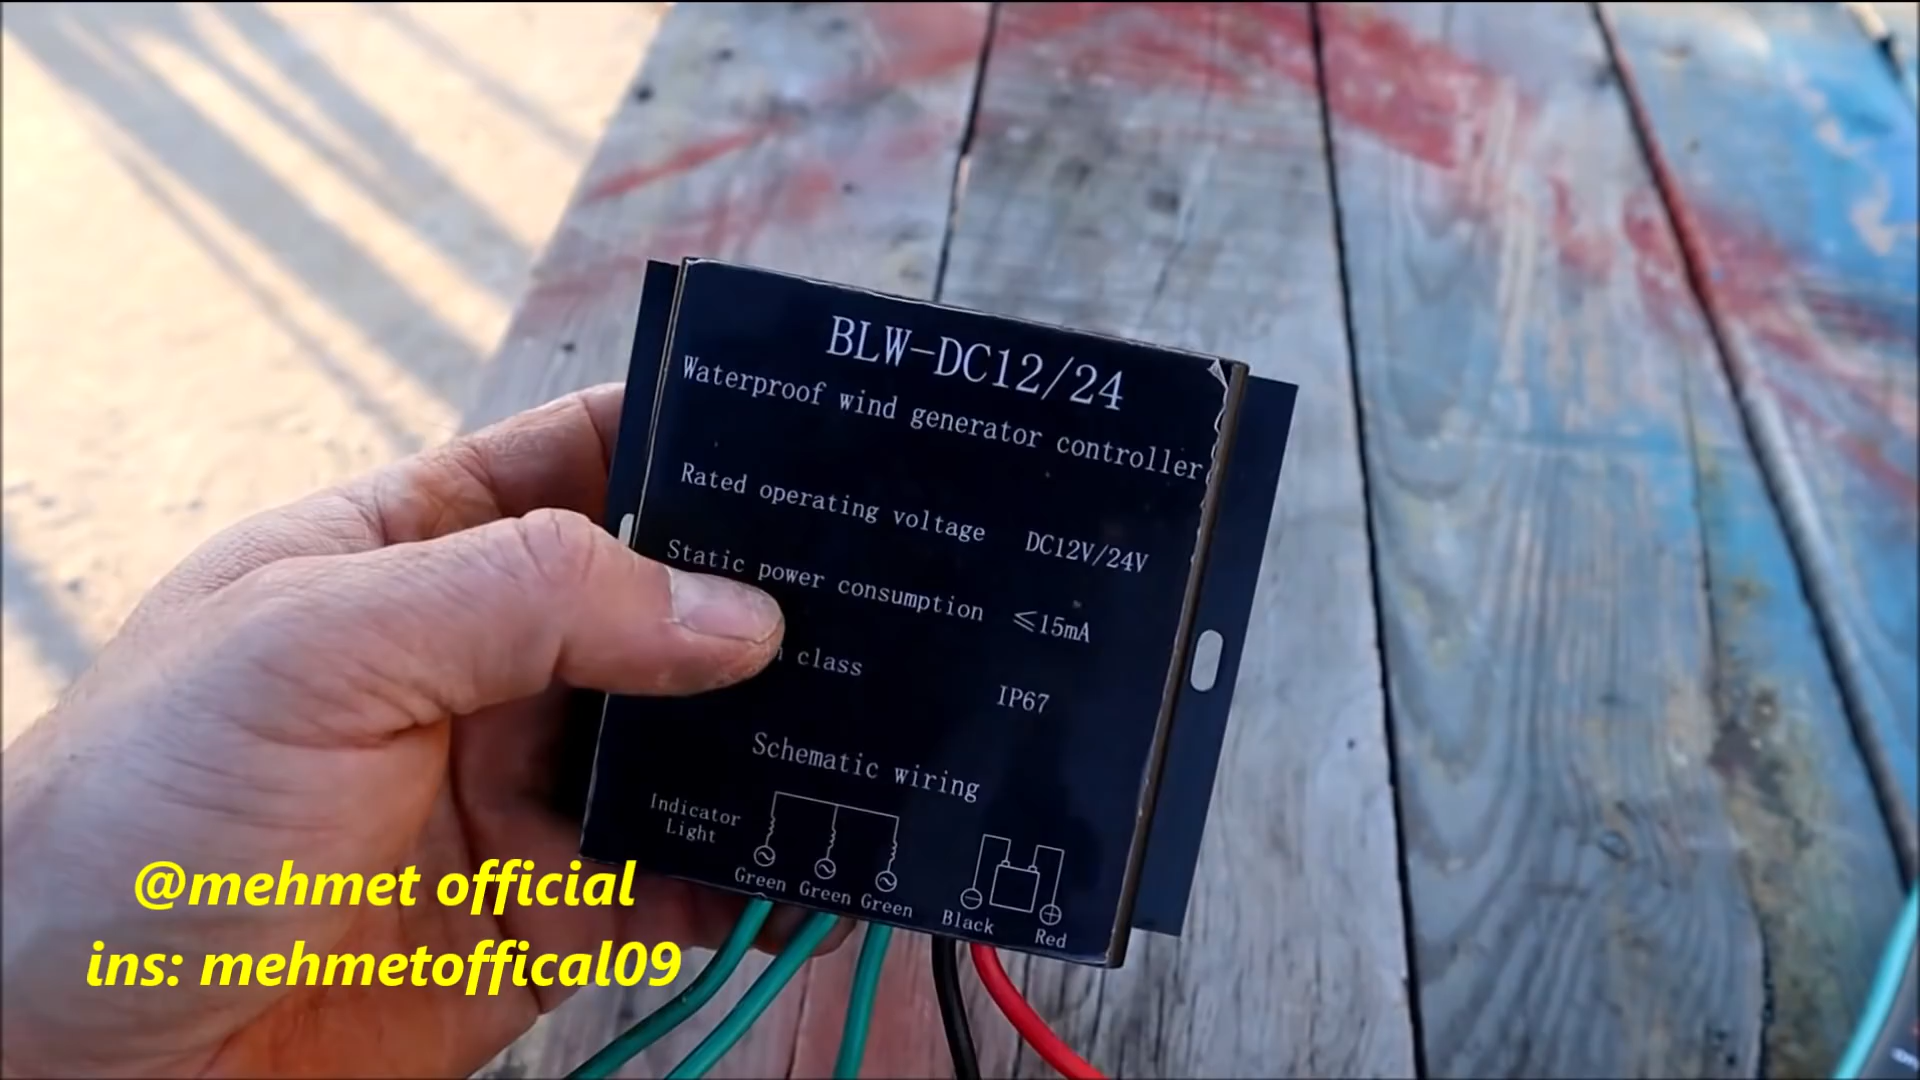 BLW-DC12/24
Waterproof wind generator controller
Rated operating voltage DC12V/24V
Static power consumption ≤15mA
class IP67
Schematic wiring
Indicator
Light
Green Green Green Black Red
@mehmet official
ins: mehmetoffical09